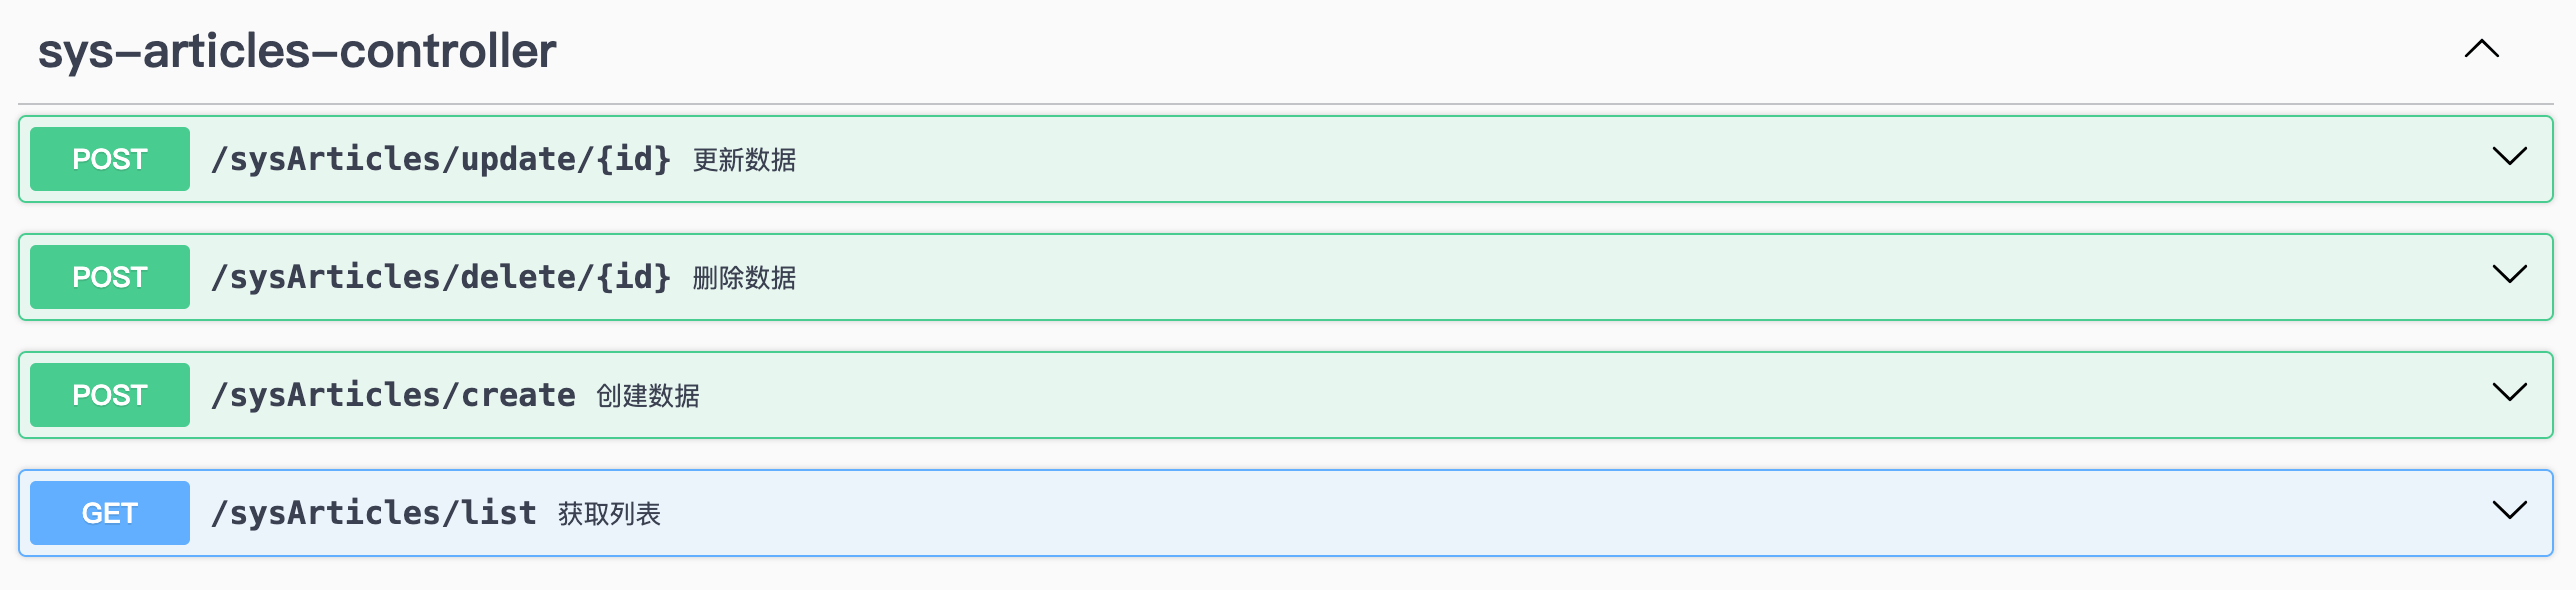 sys-articles-controller
POST /sysArticles/update/{id} 更新数据
POST /sysArticles/delete/{id} 删除数据
POST /sysArticles/create 创建数据
GET /sysArticles/list 获取列表